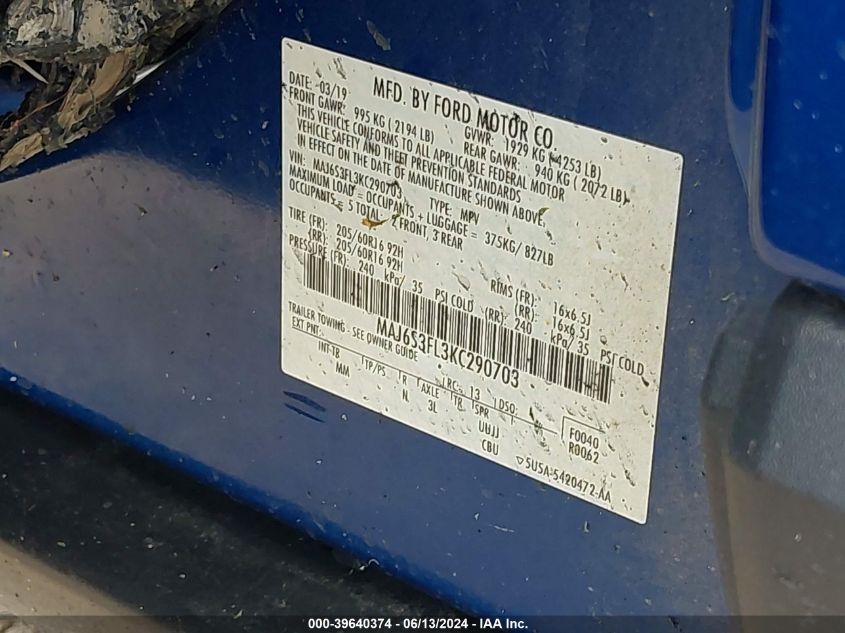 MFD. BY FORD MOTOR CO.
DATE: 03/19 GVWR: 1929 KG (4253 LB)
FRONT GAWR: 995 KG (2194 LB) REAR GAWR: 940 KG (2072 LB)
THIS VEHICLE CONFORMS TO ALL APPLICABLE FEDERAL MOTOR
VEHICLE SAFETY AND THEFT PREVENTION STANDARDS
IN EFFECT ON THE DATE OF MANUFACTURE SHOWN ABOVE.
VIN: MAJ6S3FL3KC290703 TYPE: MPV
MAXIMUM LOAD = OCCUPANTS + LUGGAGE = 375KG/ 827LB
OCCUPANTS = 5 TOTAL, 2 FRONT, 3 REAR
TIRE (FR): 205/60R16 92H RIMS (FR): 16x6.5J
(RR): 205/60R16 92H (RR): 16x6.5J
PRESSURE (FR): 240 kPa/ 35 PSI COLD (RR): 240 kPa/35 PSI COLD
MAJ6S3FL3KC290703
TRAILER TOWING - SEE OWNER GUIDE
EXT PNT: RC: 13 DSO: F0040
INT TR TP/PS R AXLE TR SPR R0062
MM N 3L UHJJ
CBU ▽5U5A-5420472-AA
000-39640374 - 06/13/2024 - IAA Inc.